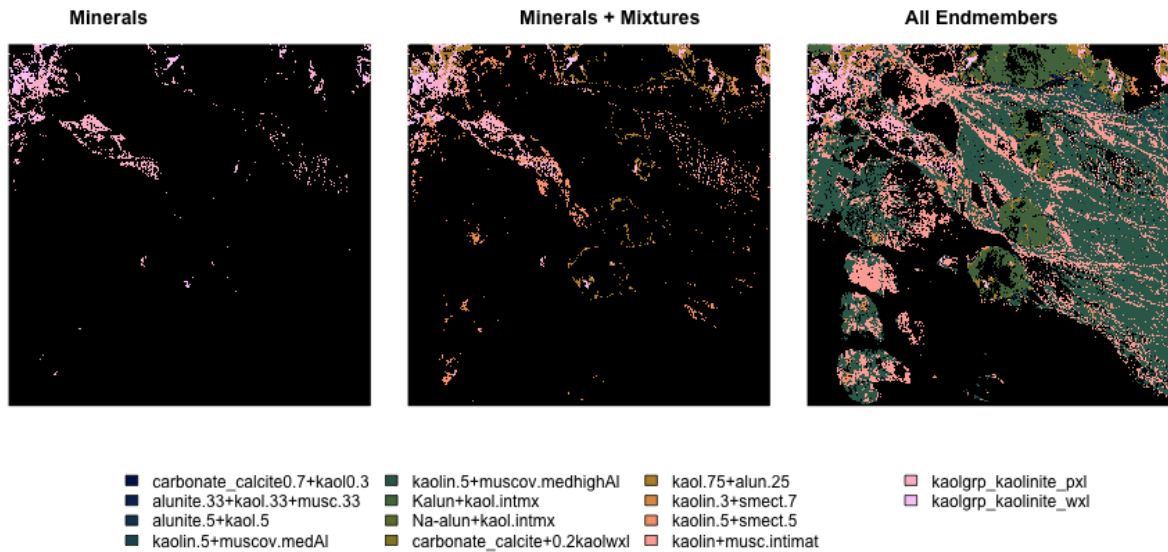 Minerals
Minerals + Mixtures
All Endmembers
carbonate_calcite0.7+kaol0.3
alunite.33+kaol.33+musc.33
alunite.5+kaol.5
kaolin.5+muscov.medAl
kaolin.5+muscov.medhighAl
Kalun+kaol.intmx
Na-alun+kaol.intmx
carbonate_calcite+0.2kaolwxl
kaol.75+alun.25
kaolin.3+smect.7
kaolin.5+smect.5
kaolin+musc.intimat
kaolgrp_kaolinite_pxl
kaolgrp_kaolinite_wxl